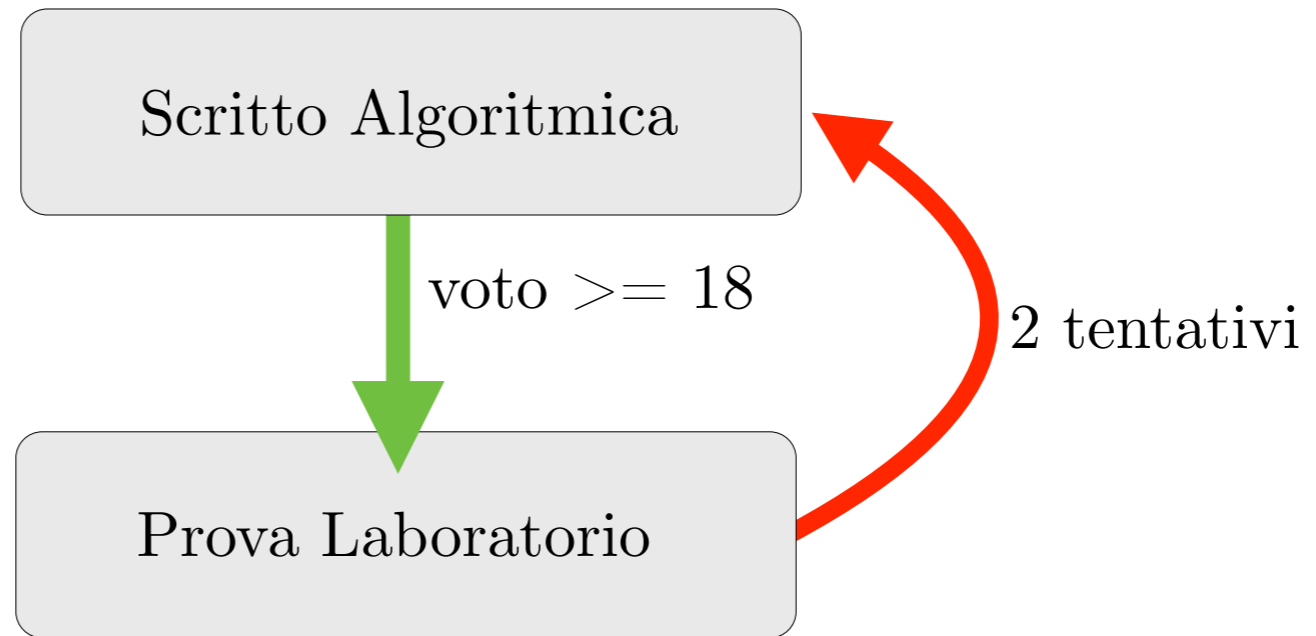 Scritto Algoritmica
voto >= 18
2 tentativi
Prova Laboratorio